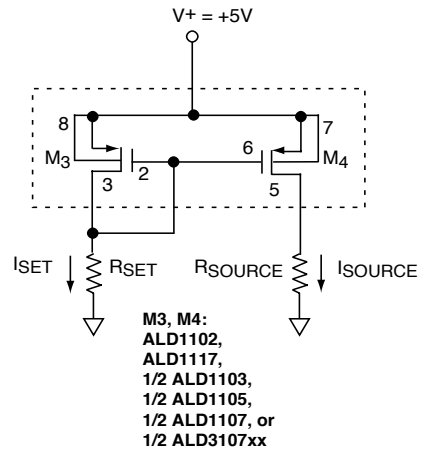 V+ = +5V
8
7
M3
2
6
M4
3
5
ISET
RSET
RSOURCE
ISOURCE
M3, M4:
ALD1102,
ALD1117,
1/2 ALD1103,
1/2 ALD1105,
1/2 ALD1107, or
1/2 ALD3107xx